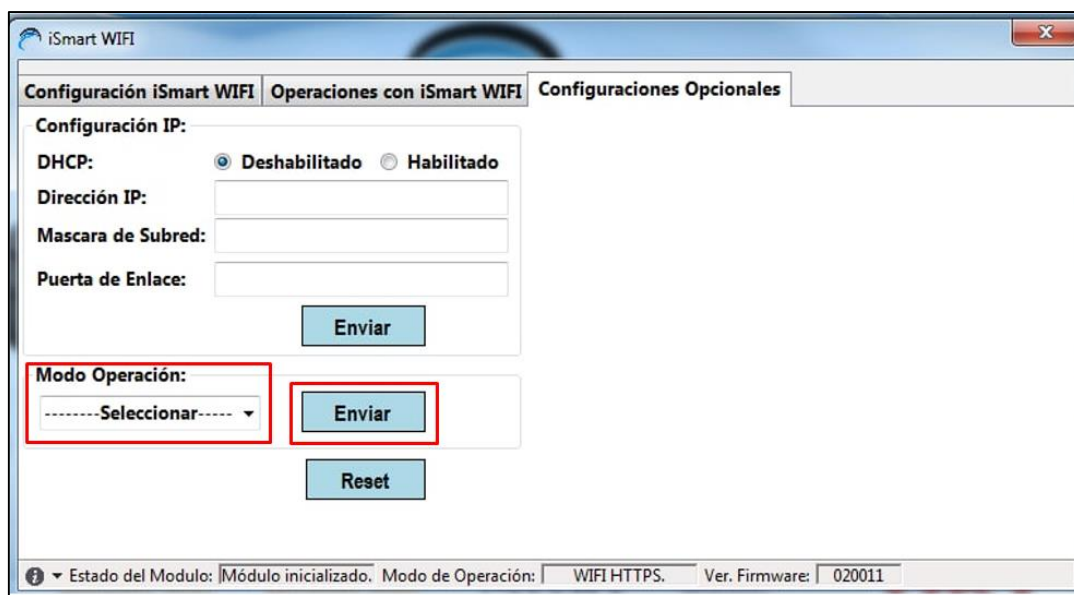 iSmart WIFI
x
Configuración iSmart WIFI Operaciones con iSmart WIFI Configuraciones Opcionales
Configuración IP:
DHCP: Deshabilitado Habilitado
Dirección IP:
Mascara de Subred:
Puerta de Enlace:
Enviar
Modo Operación:
--------Seleccionar----- Enviar
Reset
Estado del Modulo: Módulo inicializado. Modo de Operación: WIFI HTTPS. Ver. Firmware: 020011